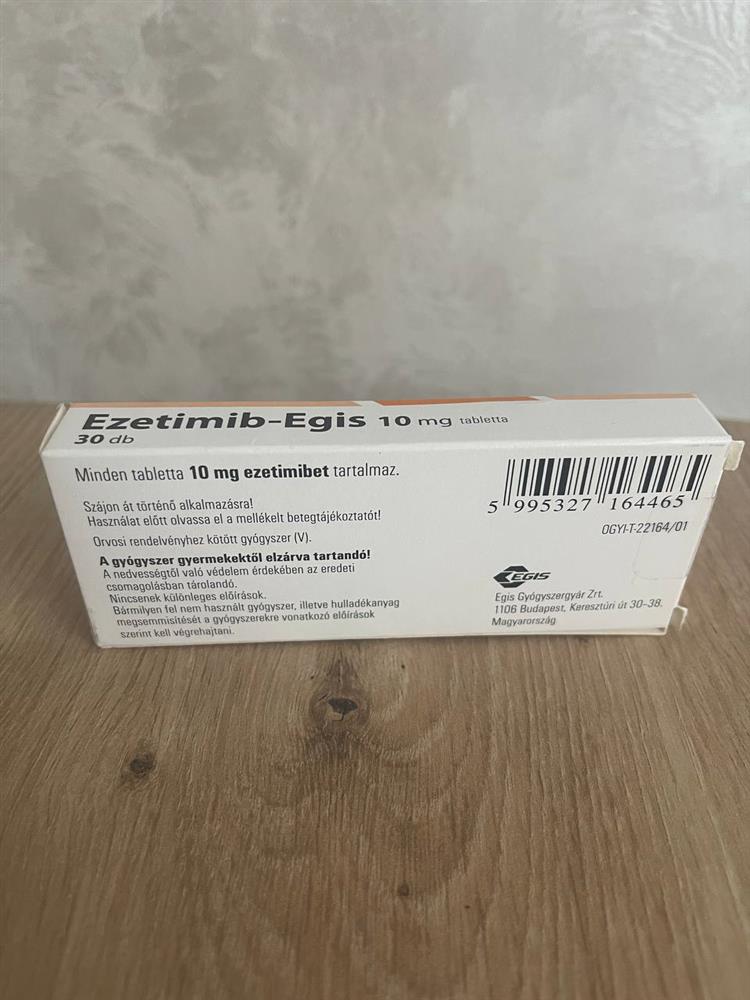 Ezetimib-Egis 10 mg tabletta
30 db
Minden tabletta 10 mg ezetimibet tartalmaz.
Szájon át történő alkalmazásra!
Használat előtt olvassa el a mellékelt betegtájékoztatót!
Orvosi rendelvényhez kötött gyógyszer (V).
A gyógyszer gyermekektől elzárva tartandó!
A nedvességtől való védelem érdekében az eredeti
csomagolásban tárolandó.
Nincsenek különleges előírások.
Bármilyen fel nem használt gyógyszer, illetve hulladékanyag
megsemmisítését a gyógyszerekre vonatkozó előírások
szerint kell végrehajtani.
5 995327 164465
OGYI-T-22164/01
EGIS
Egis Gyógyszergyár Zrt.
1106 Budapest, Keresztúri út 30-38.
Magyarország